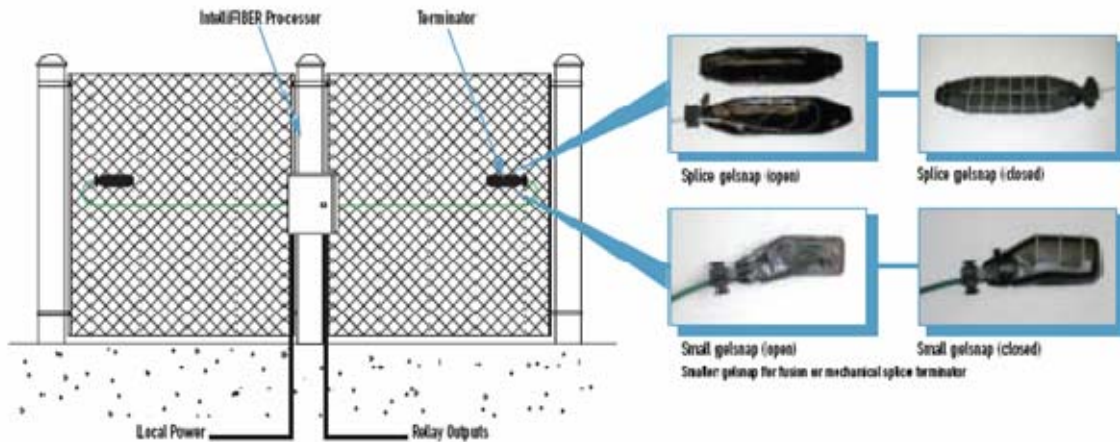 IntelliFIBER Processor
Terminator
Splice gelsnap (open)
Splice gelsnap (closed)
Small gelsnap (open)
Small gelsnap (closed)
Smaller gelsnap for fusion or mechanical splice terminator
Local Power
Relay Outputs